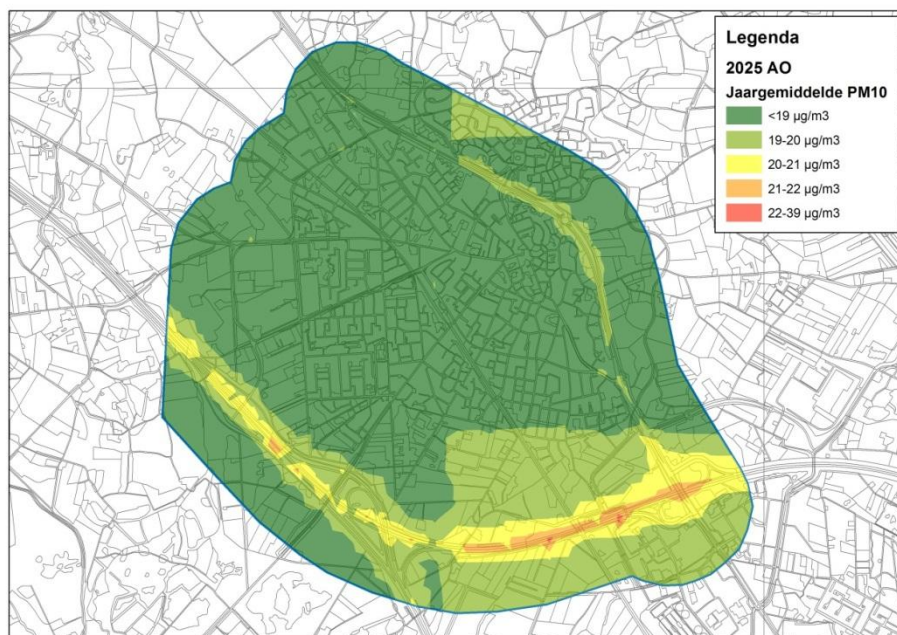 Legenda
2025 AO
Jaargemiddelde PM10
<19 µg/m3
19-20 µg/m3
20-21 µg/m3
21-22 µg/m3
22-39 µg/m3